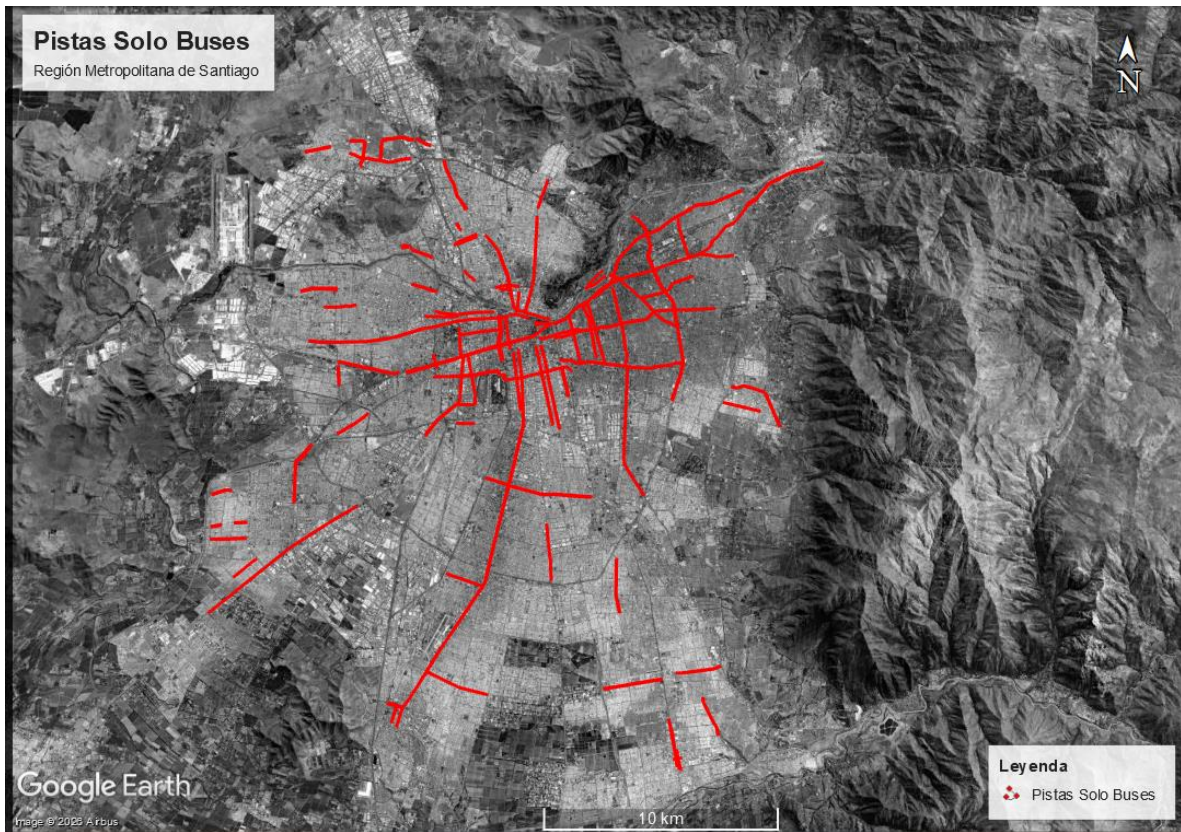 Pistas Solo Buses
Región Metropolitana de Santiago
N
Leyenda
Pistas Solo Buses
Google Earth
Image © 2026 Airbus
10 km